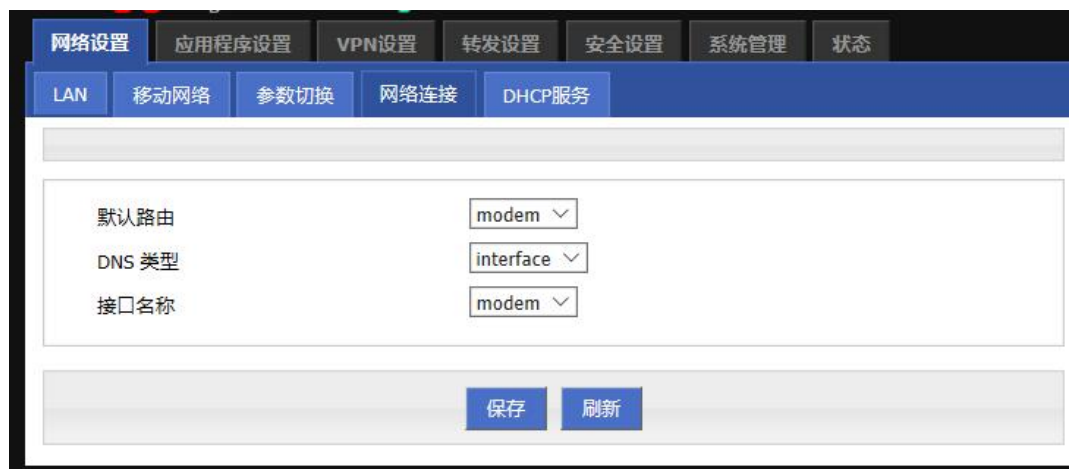 网络设置 应用程序设置 VPN设置 转发设置 安全设置 系统管理 状态
LAN 移动网络 参数切换 网络连接 DHCP服务
默认路由 modem
DNS 类型 interface
接口名称 modem
保存 刷新